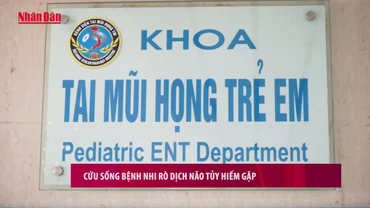 Nhân Dân
KHOA
TAI MŨI HỌNG TRẺ EM
Pediatric ENT Department
CỨU SỐNG BỆNH NHI RÒ DỊCH NÃO TỦY HIẾM GẶP